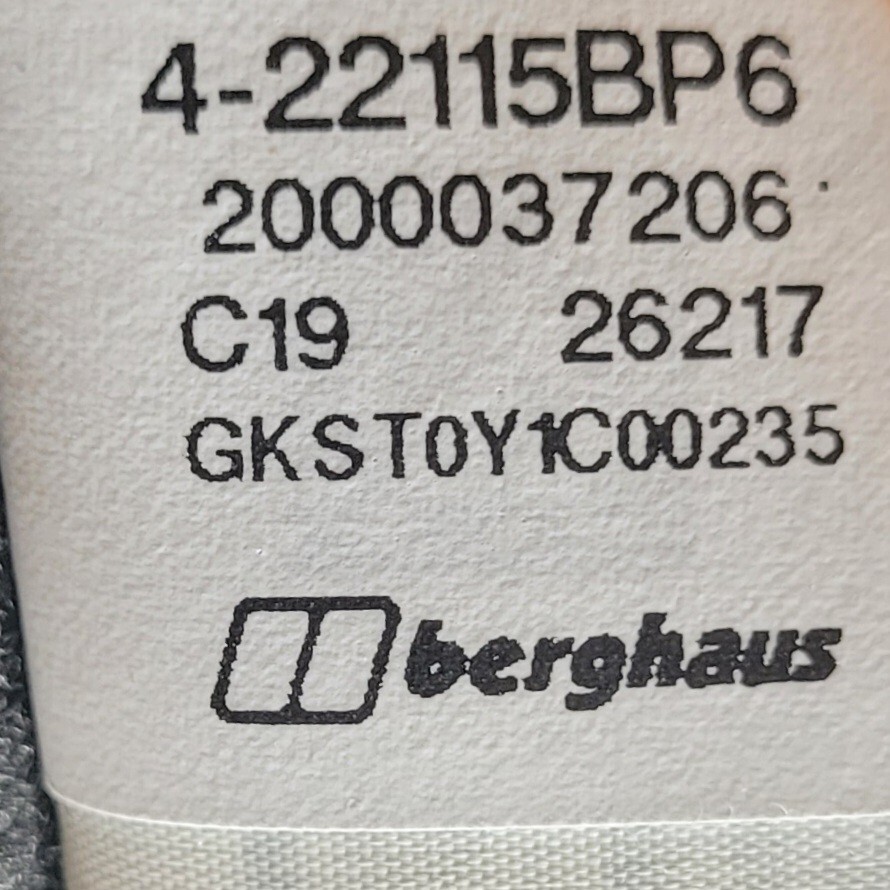 4-22115BP6
2000037206
C19 26217
GKST0Y1C00235
berghaus